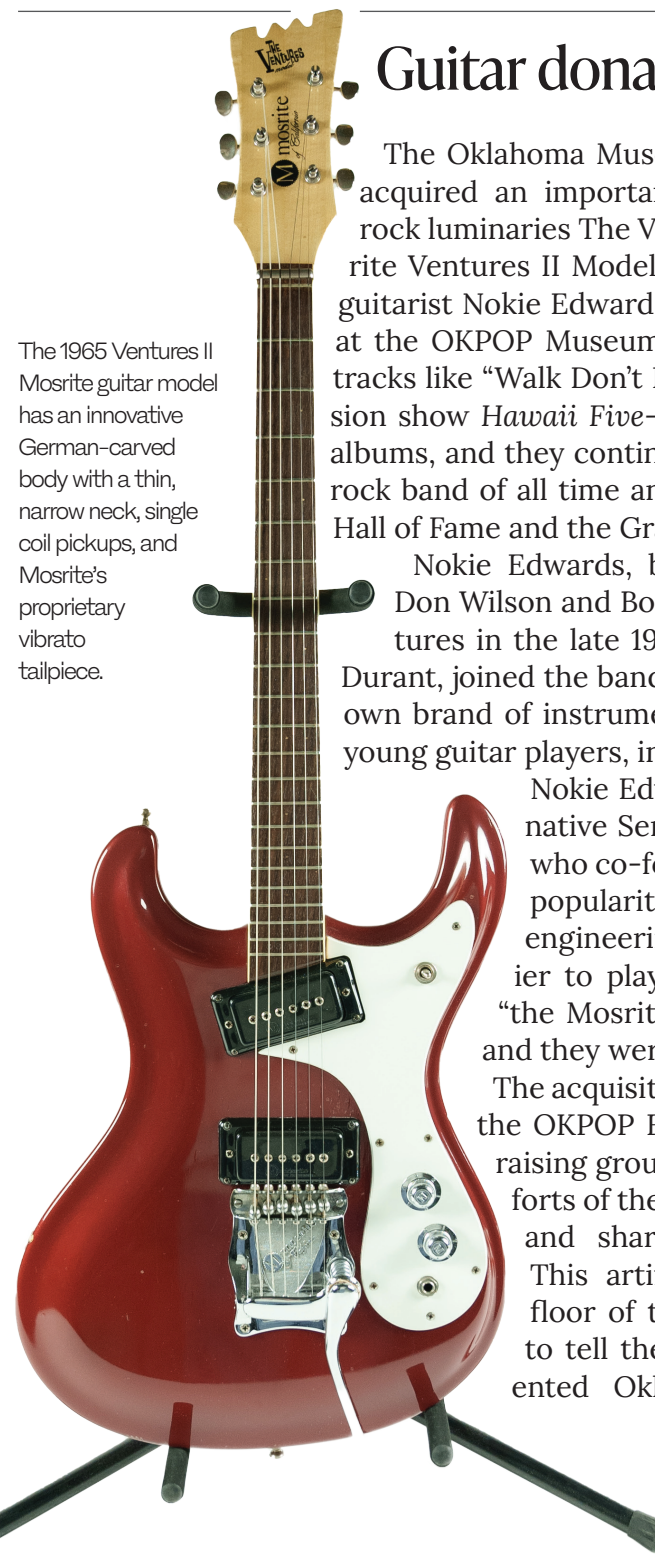 THE
VENTURES
model
mosrite
of California
M
Guitar dona
The 1965 Ventures II
Mosrite guitar model
has an innovative
German-carved
body with a thin,
narrow neck, single
coil pickups, and
Mosrite’s
proprietary
vibrato
tailpiece.
The Oklahoma Mus
acquired an importa
rock luminaries The V
rite Ventures II Model
guitarist Nokie Edward
at the OKPOP Museum
tracks like “Walk Don’t
sion show Hawaii Five-
albums, and they contin
rock band of all time a
Hall of Fame and the Gr
Nokie Edwards, b
Don Wilson and Bo
tures in the late 19
Durant, joined the band
own brand of instrume
young guitar players, i
Nokie Ed
native Se
who co-f
popularit
engineeri
ier to play
“the Mosrit
and they wer
The acquisit
the OKPOP
raising grou
forts of the
and shar
This arti
floor of t
to tell the
ented Okl